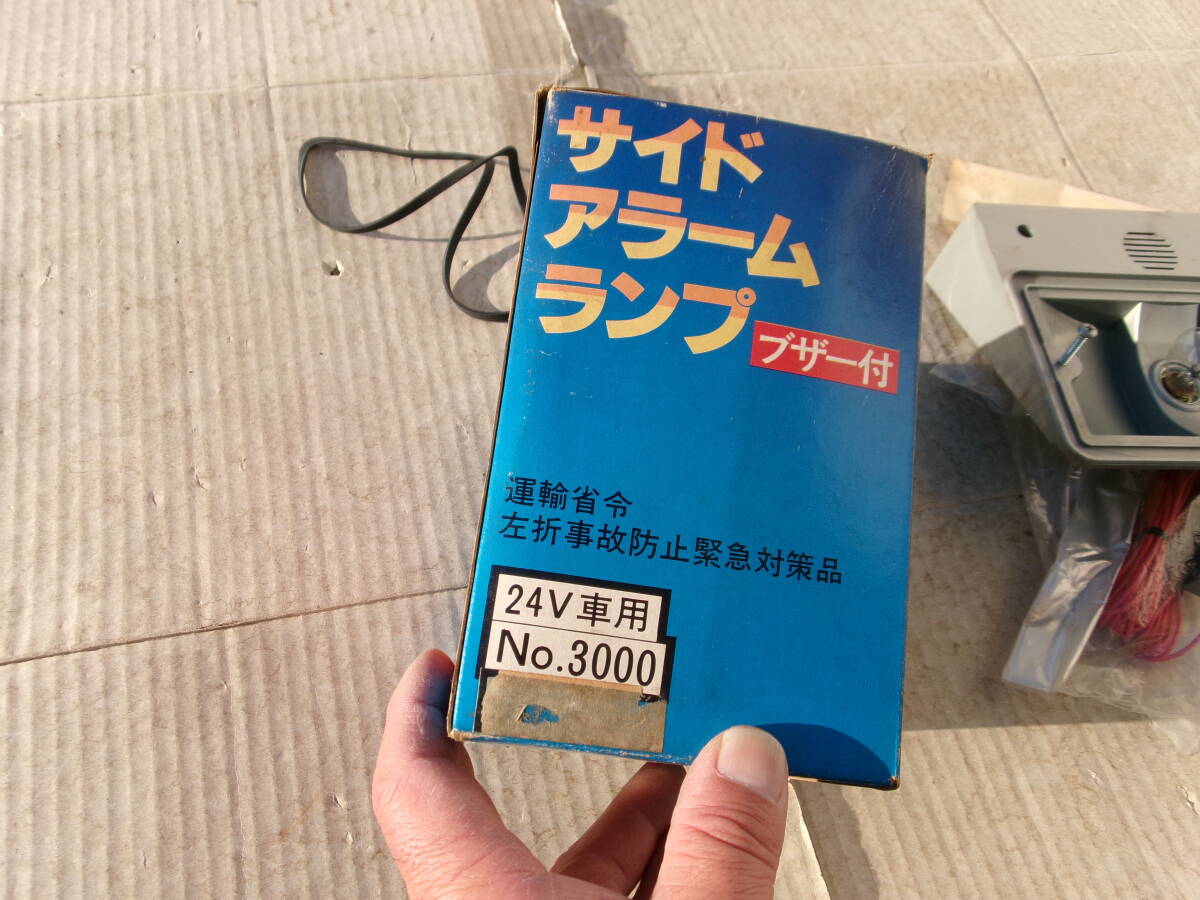 サイド
アラーム
ランプ
ブザー付
運輸省令
左折事故防止緊急対策品
24V車用
No.3000